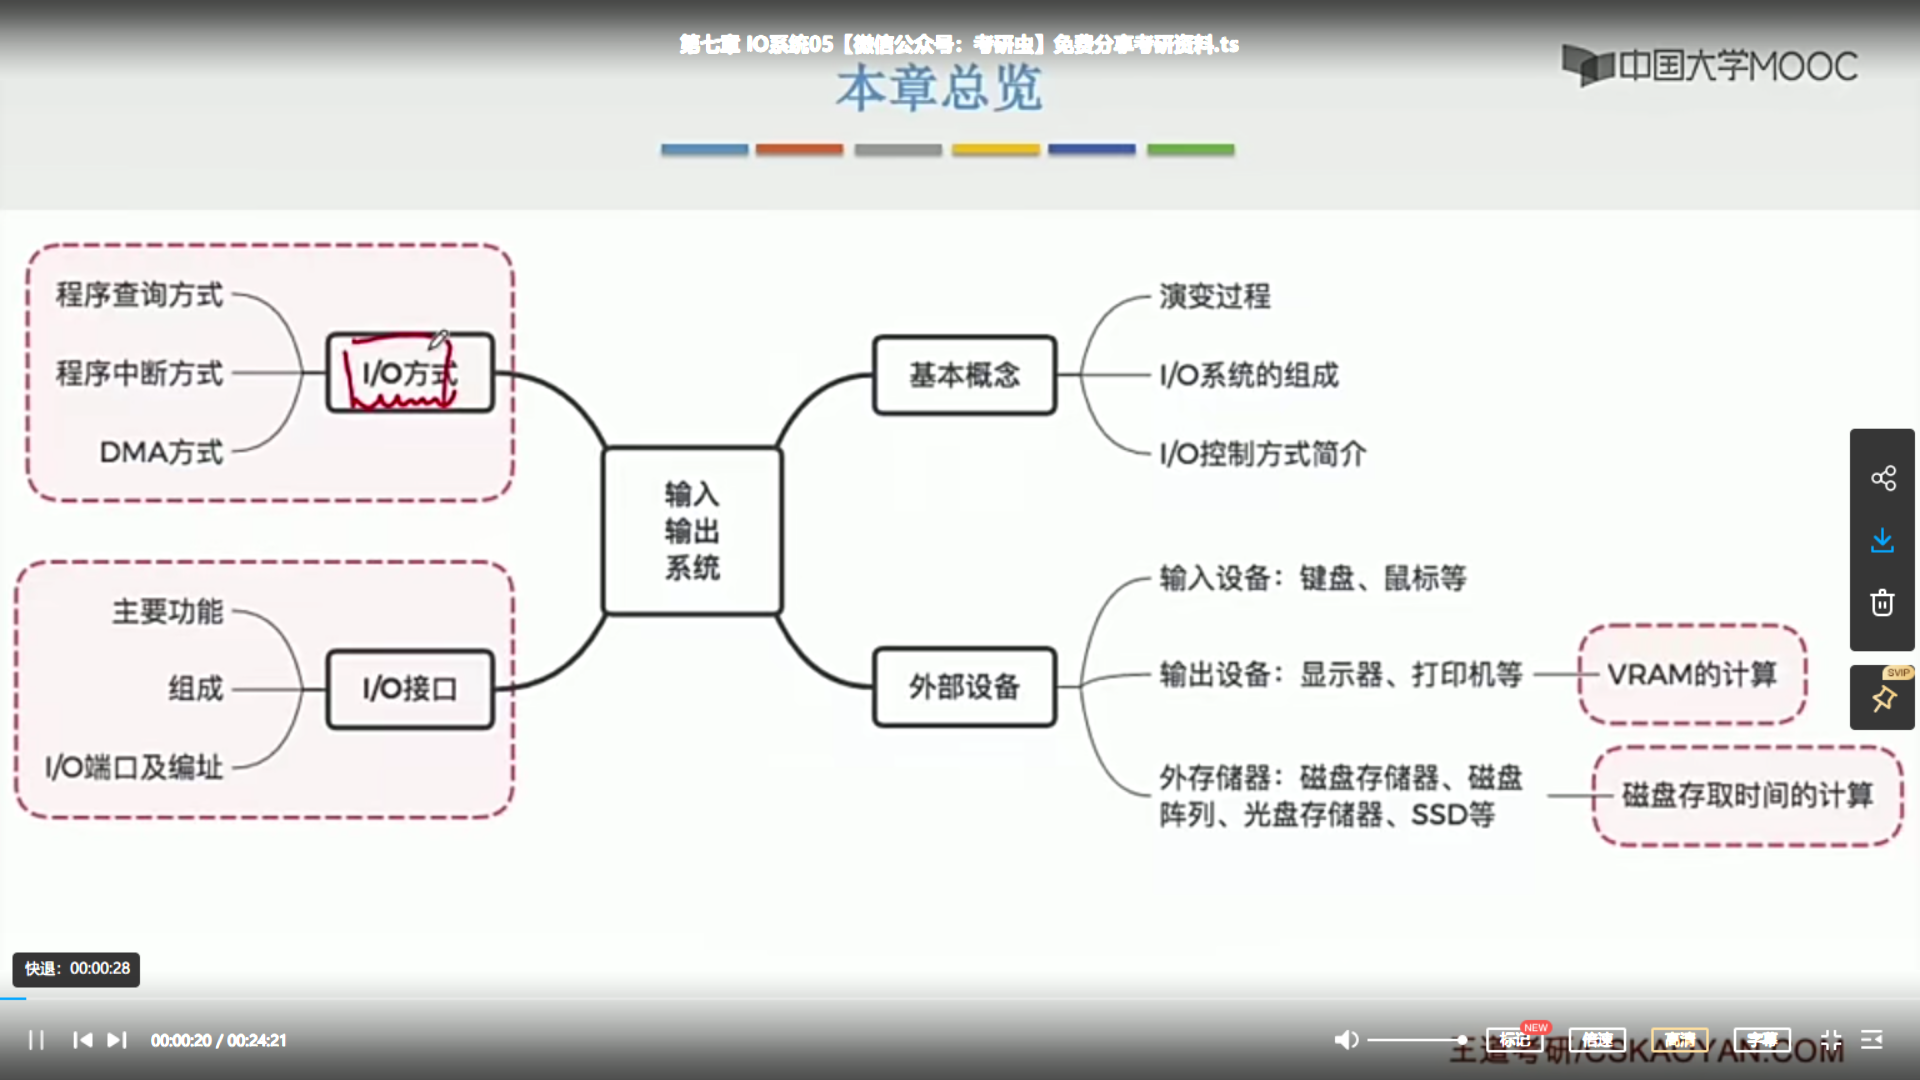 第七章 IO系统05【微信公众号：考研虫】免费分享考研资料.ts
中国大学MOOC
本章总览
程序查询方式
程序中断方式
DMA方式
I/O方式
主要功能
组成
I/O端口及编址
I/O接口
输入
输出
系统
基本概念
演变过程
I/O系统的组成
I/O控制方式简介
外部设备
输入设备：键盘、鼠标等
输出设备：显示器、打印机等
VRAM的计算
外存储器：磁盘存储器、磁盘
阵列、光盘存储器、SSD等
磁盘存取时间的计算
SVIP
快退：00:00:28
00:00:20 / 00:24:21
NEW
标记
倍速
高清
字幕
王道考研/CSKAOYAN.COM